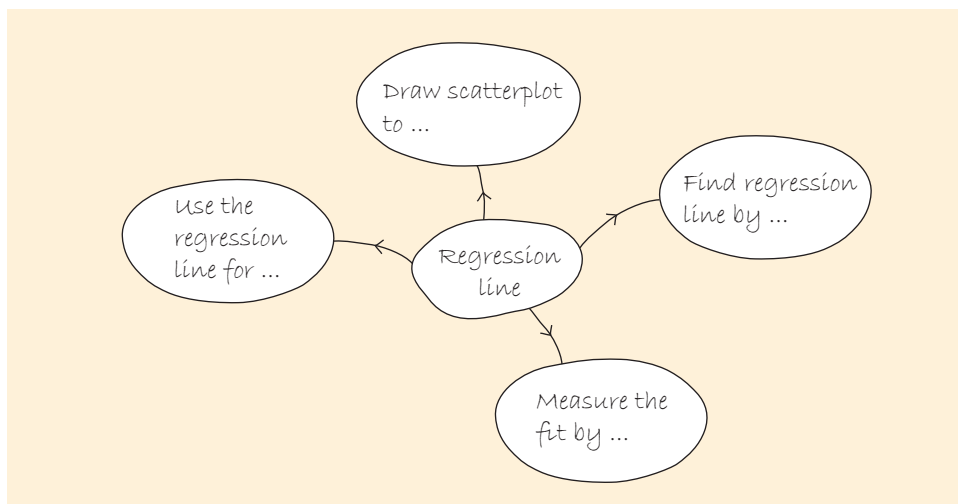 Draw scatterplot
to ...
Find regression
line by ...
Use the
regression
line for ...
Regression
line
Measure the
fit by ...